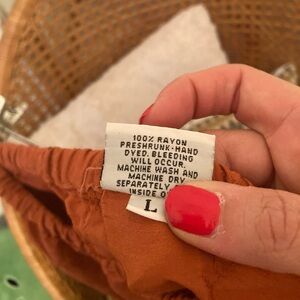 100% RAYON
PRESHRUNK-HAND
DYED. BLEEDING
WILL OCCUR.
MACHINE WASH AND
MACHINE DRY
SEPARATELY
INSIDE
L